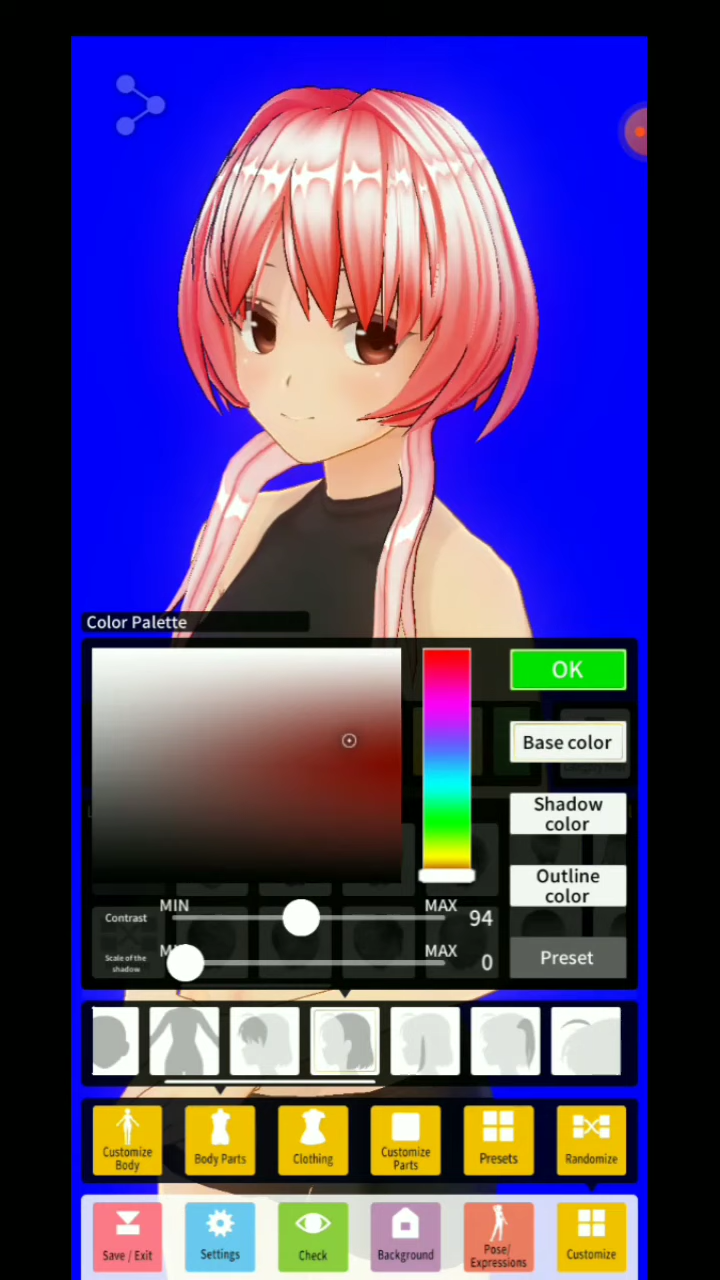 Color Palette
OK
Base color
Shadow
color
Outline
color
MIN
MAX
Contrast
94
MAX
Scale of the
shadow
0
Preset
Customize
Body
Body Parts
Clothing
Customize
Parts
Presets
Randomize
Save / Exit
Settings
Check
Background
Pose/
Expressions
Customize